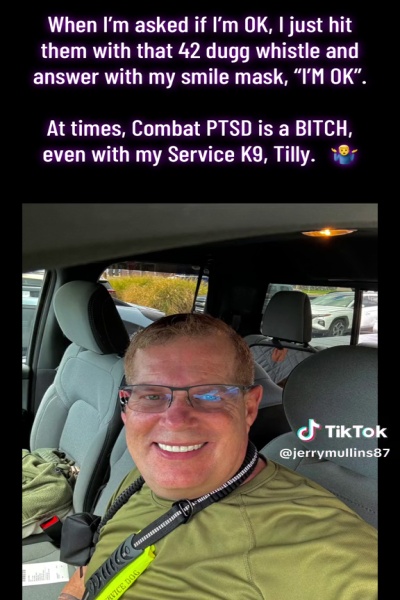 When I’m asked if I’m OK, I just hit
them with that 42 dugg whistle and
answer with my smile mask, “I’M OK”.
At times, Combat PTSD is a BITCH,
even with my Service K9, Tilly. 🤷‍♂️
TikTok
@jerrymullins87